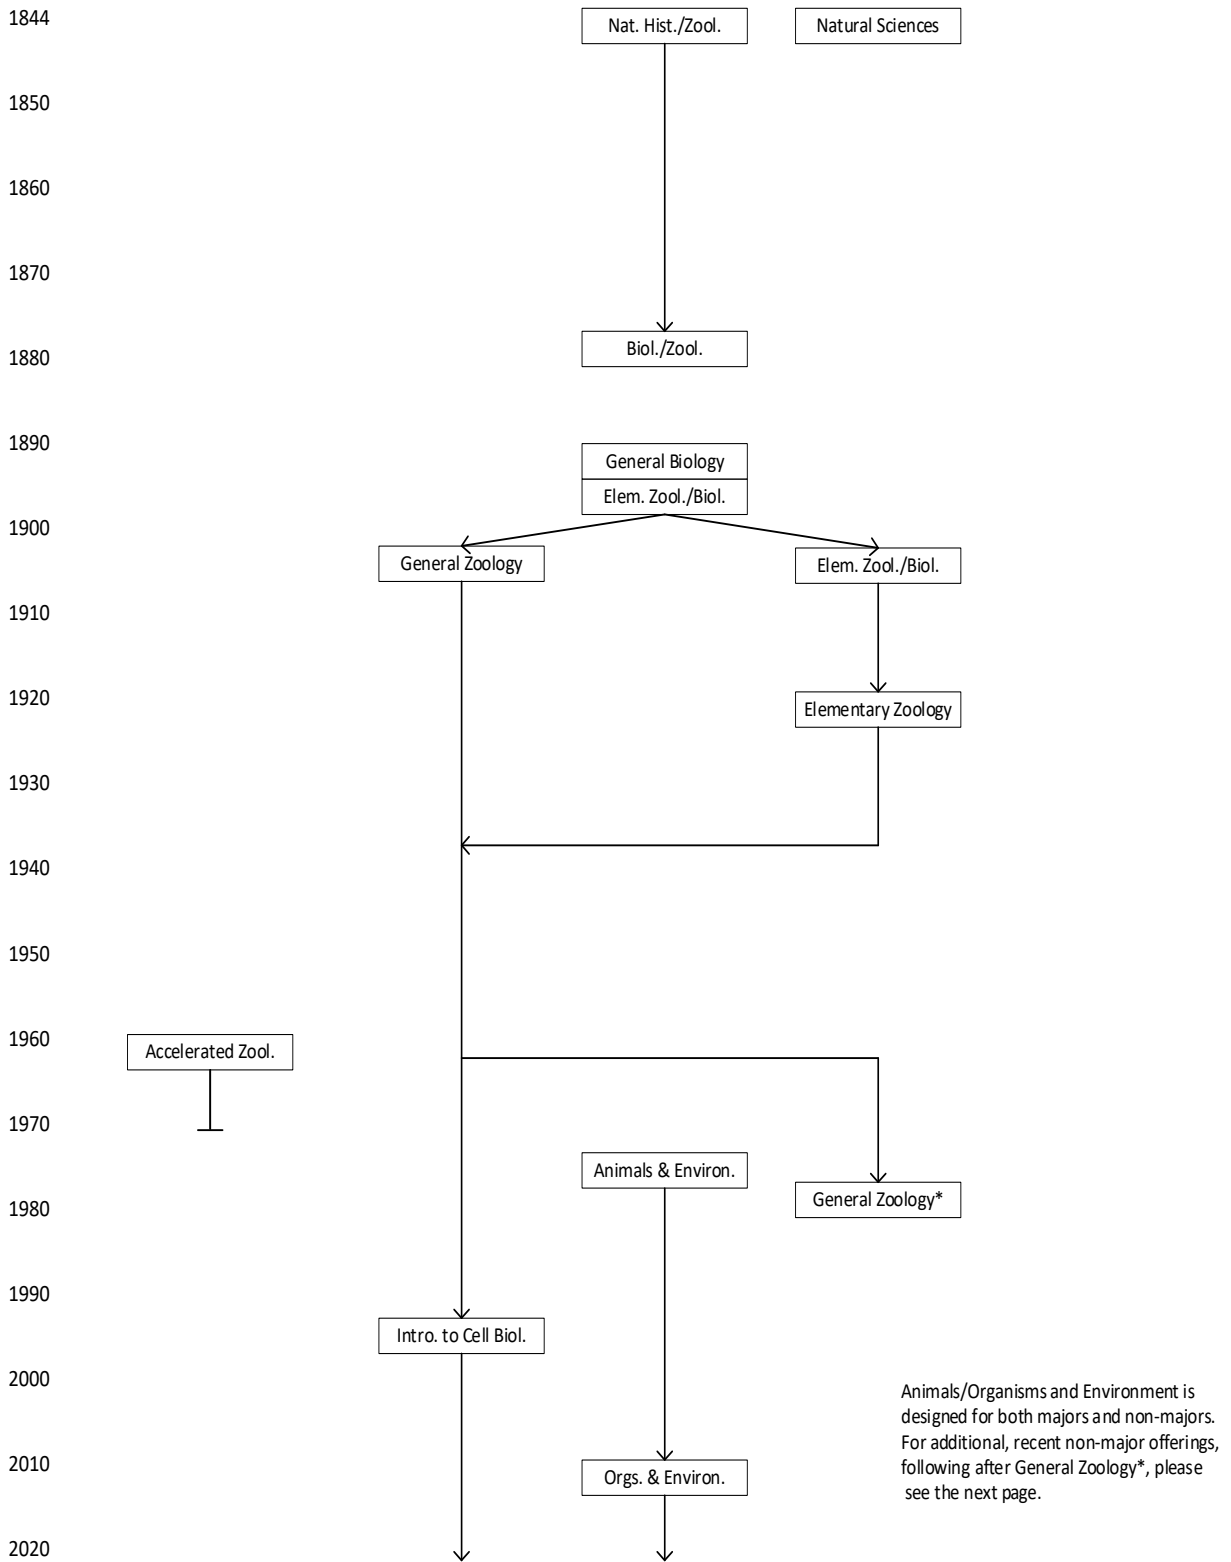 1844
Nat. Hist./Zool.
Natural Sciences
1850
1860
1870
Biol./Zool.
1880
1890
General Biology
Elem. Zool./Biol.
1900
General Zoology
Elem. Zool./Biol.
1910
1920
Elementary Zoology
1930
1940
1950
1960
Accelerated Zool.
1970
Animals & Environ.
General Zoology*
1980
1990
Intro. to Cell Biol.
2000
Animals/Organisms and Environment is
designed for both majors and non-majors.
For additional, recent non-major offerings,
following after General Zoology*, please
see the next page.
2010
Orgs. & Environ.
2020